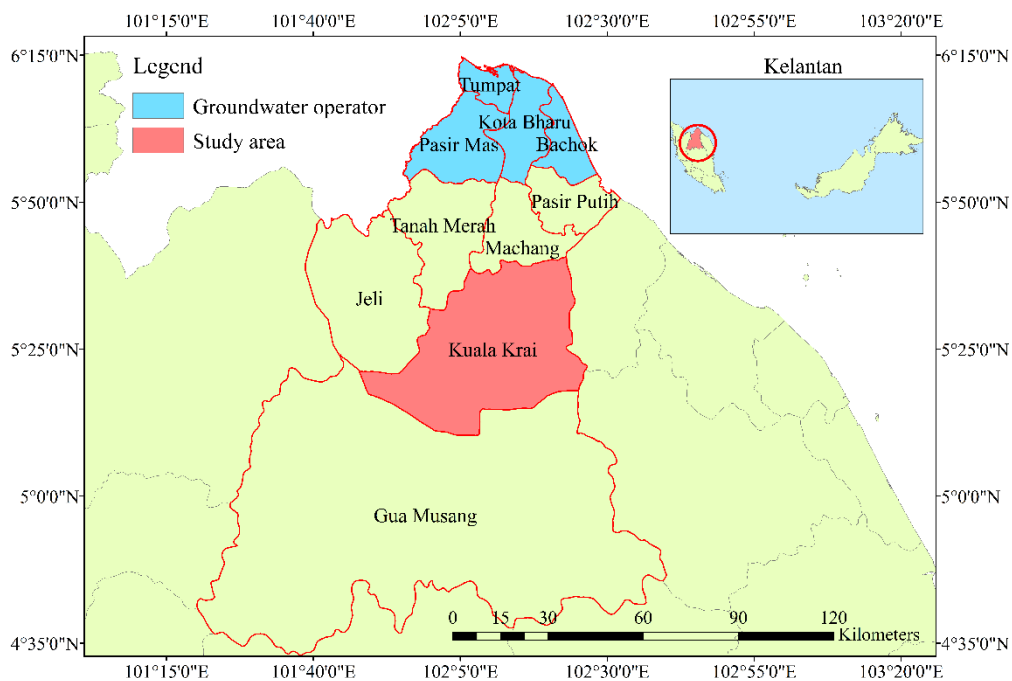 101°15'0"E 101°40'0"E 102°50'0"E 102°30'0"E 102°55'0"E 103°20'0"E
6°15'0"N 6°15'0"N
Legend
Groundwater operator
Study area
Kelantan
Tumpat
Kota Bharu
Pasir Mas
Bachok
5°50'0"N 5°50'0"N
Pasir Putih
Tanah Merah
Machang
Jeli
Kuala Krai
5°25'0"N 5°25'0"N
5°0'0"N 5°0'0"N
Gua Musang
0 15 30 60 90 120
Kilometers
4°35'0"N 4°35'0"N
101°15'0"E 101°40'0"E 102°50'0"E 102°30'0"E 102°55'0"E 103°20'0"E